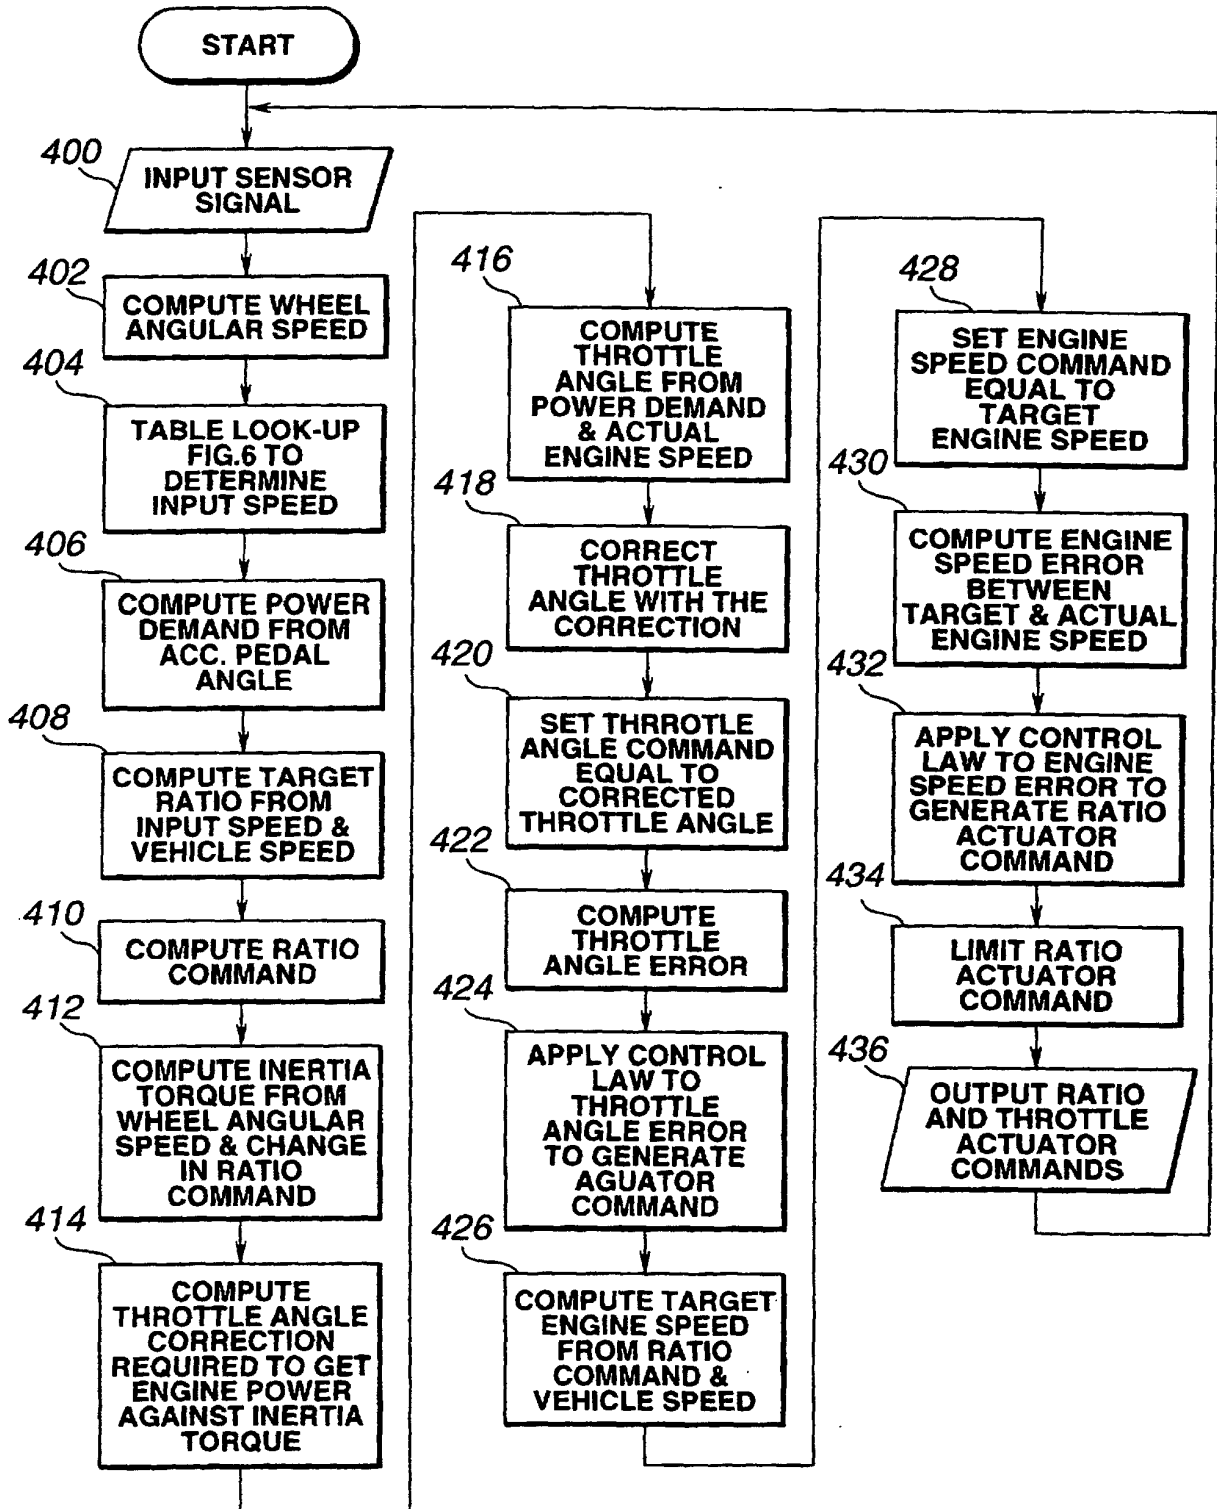 START
400
INPUT SENSOR
SIGNAL
402
COMPUTE WHEEL
ANGULAR SPEED
404
TABLE LOOK-UP
FIG.6 TO
DETERMINE
INPUT SPEED
406
COMPUTE POWER
DEMAND FROM
ACC. PEDAL
ANGLE
408
COMPUTE TARGET
RATIO FROM
INPUT SPEED &
VEHICLE SPEED
410
COMPUTE RATIO
COMMAND
412
COMPUTE INERTIA
TORQUE FROM
WHEEL ANGULAR
SPEED & CHANGE
IN RATIO
COMMAND
414
COMPUTE
THROTTLE ANGLE
CORRECTION
REQUIRED TO GET
ENGINE POWER
AGAINST INERTIA
TORQUE
416
COMPUTE
THROTTLE
ANGLE FROM
POWER DEMAND
& ACTUAL
ENGINE SPEED
418
CORRECT
THROTTLE
ANGLE WITH THE
CORRECTION
420
SET THRROTLE
ANGLE COMMAND
EQUAL TO
CORRECTED
THROTTLE ANGLE
422
COMPUTE
THROTTLE
ANGLE ERROR
424
APPLY CONTROL
LAW TO
THROTTLE
ANGLE ERROR
TO GENERATE
AGUATOR
COMMAND
426
COMPUTE TARGET
ENGINE SPEED
FROM RATIO
COMMAND &
VEHICLE SPEED
428
SET ENGINE
SPEED COMMAND
EQUAL TO
TARGET
ENGINE SPEED
430
COMPUTE ENGINE
SPEED ERROR
BETWEEN
TARGET & ACTUAL
ENGINE SPEED
432
APPLY CONTROL
LAW TO ENGINE
SPEED ERROR TO
GENERATE RATIO
ACTUATOR
COMMAND
434
LIMIT RATIO
ACTUATOR
COMMAND
436
OUTPUT RATIO
AND THROTTLE
ACTUATOR
COMMANDS